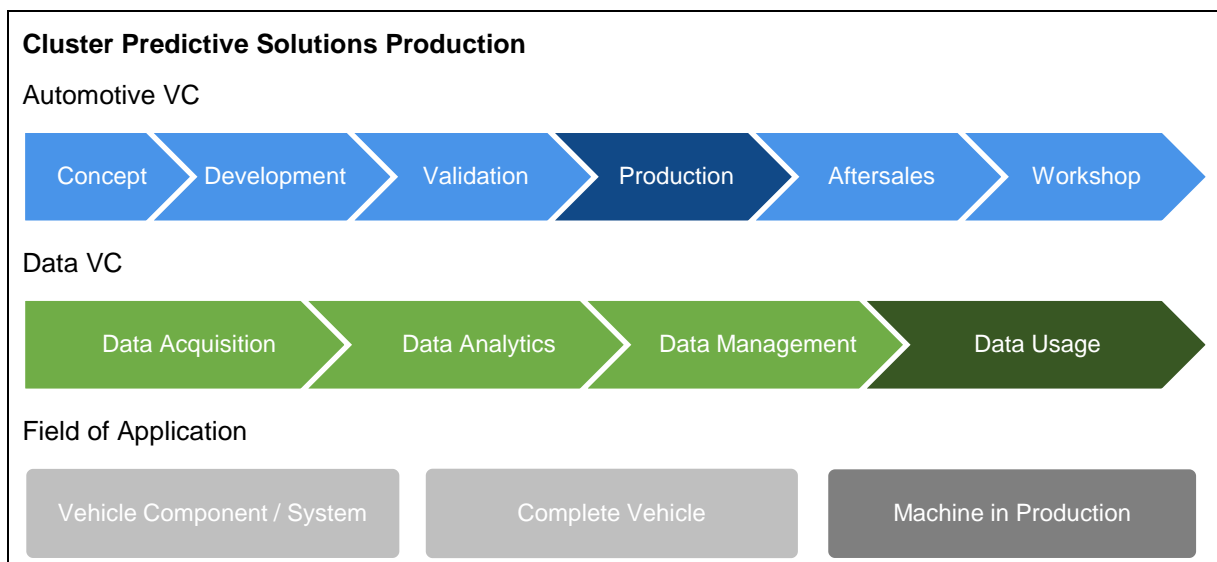 Cluster Predictive Solutions Production
Automotive VC
Concept Development Validation Production Aftersales Workshop
Data VC
Data Acquisition Data Analytics Data Management Data Usage
Field of Application
Vehicle Component / System Complete Vehicle Machine in Production